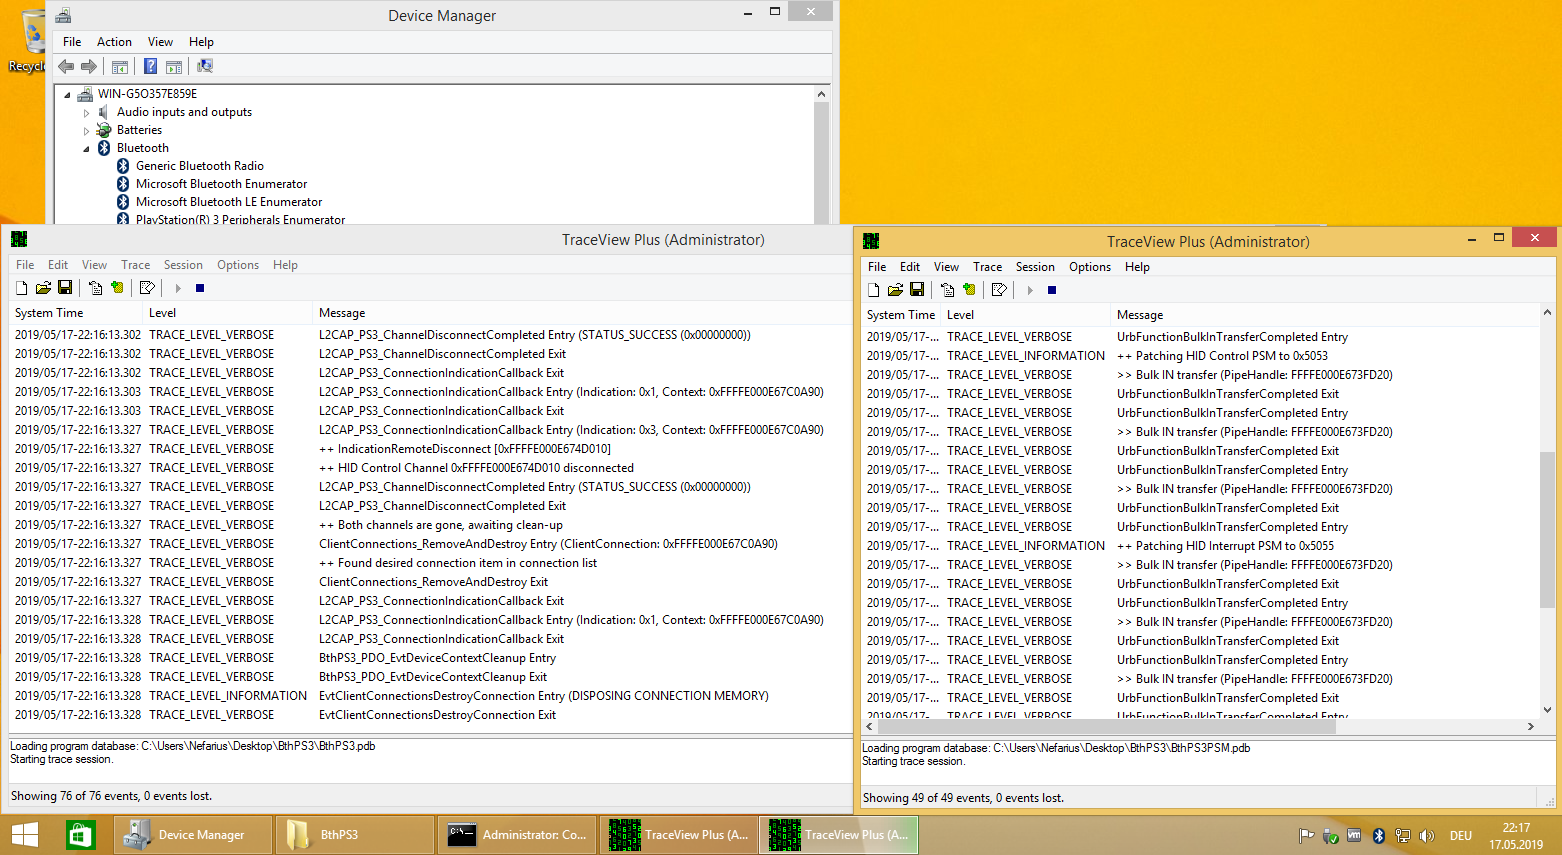 Recycle
Device Manager
File Action View Help
WIN-G5O357E859E
Audio inputs and outputs
Batteries
Bluetooth
Generic Bluetooth Radio
Microsoft Bluetooth Enumerator
Microsoft Bluetooth LE Enumerator
PlayStation(R) 3 Peripherals Enumerator
TraceView Plus (Administrator)
File Edit View Trace Session Options Help
System Time Level Message
2019/05/17-22:16:13.302 TRACE_LEVEL_VERBOSE L2CAP_PS3_ChannelDisconnectCompleted Entry (STATUS_SUCCESS (0x00000000))
2019/05/17-22:16:13.302 TRACE_LEVEL_VERBOSE L2CAP_PS3_ChannelDisconnectCompleted Exit
2019/05/17-22:16:13.302 TRACE_LEVEL_VERBOSE L2CAP_PS3_ConnectionIndicationCallback Exit
2019/05/17-22:16:13.303 TRACE_LEVEL_VERBOSE L2CAP_PS3_ConnectionIndicationCallback Entry (Indication: 0x1, Context: 0xFFFFE000E67C0A90)
2019/05/17-22:16:13.303 TRACE_LEVEL_VERBOSE L2CAP_PS3_ConnectionIndicationCallback Exit
2019/05/17-22:16:13.327 TRACE_LEVEL_VERBOSE L2CAP_PS3_ConnectionIndicationCallback Entry (Indication: 0x3, Context: 0xFFFFE000E67C0A90)
2019/05/17-22:16:13.327 TRACE_LEVEL_VERBOSE ++ IndicationRemoteDisconnect [0xFFFFE000E674D010]
2019/05/17-22:16:13.327 TRACE_LEVEL_VERBOSE ++ HID Control Channel 0xFFFFE000E674D010 disconnected
2019/05/17-22:16:13.327 TRACE_LEVEL_VERBOSE L2CAP_PS3_ChannelDisconnectCompleted Entry (STATUS_SUCCESS (0x00000000))
2019/05/17-22:16:13.327 TRACE_LEVEL_VERBOSE L2CAP_PS3_ChannelDisconnectCompleted Exit
2019/05/17-22:16:13.327 TRACE_LEVEL_VERBOSE ++ Both channels are gone, awaiting clean-up
2019/05/17-22:16:13.327 TRACE_LEVEL_VERBOSE ClientConnections_RemoveAndDestroy Entry (ClientConnection: 0xFFFFE000E67C0A90)
2019/05/17-22:16:13.327 TRACE_LEVEL_VERBOSE ++ Found desired connection item in connection list
2019/05/17-22:16:13.327 TRACE_LEVEL_VERBOSE ClientConnections_RemoveAndDestroy Exit
2019/05/17-22:16:13.327 TRACE_LEVEL_VERBOSE L2CAP_PS3_ConnectionIndicationCallback Exit
2019/05/17-22:16:13.328 TRACE_LEVEL_VERBOSE L2CAP_PS3_ConnectionIndicationCallback Entry (Indication: 0x1, Context: 0xFFFFE000E67C0A90)
2019/05/17-22:16:13.328 TRACE_LEVEL_VERBOSE L2CAP_PS3_ConnectionIndicationCallback Exit
2019/05/17-22:16:13.328 TRACE_LEVEL_VERBOSE BthPS3_PDO_EvtDeviceContextCleanup Entry
2019/05/17-22:16:13.328 TRACE_LEVEL_VERBOSE BthPS3_PDO_EvtDeviceContextCleanup Exit
2019/05/17-22:16:13.328 TRACE_LEVEL_INFORMATION EvtClientConnectionsDestroyConnection Entry (DISPOSING CONNECTION MEMORY)
2019/05/17-22:16:13.328 TRACE_LEVEL_VERBOSE EvtClientConnectionsDestroyConnection Exit
Loading program database: C:\Users\Nefarius\Desktop\BthPS3\BthPS3.pdb
Starting trace session.
Showing 76 of 76 events, 0 events lost.
TraceView Plus (Administrator)
File Edit View Trace Session Options Help
System Time Level Message
2019/05/17-... TRACE_LEVEL_VERBOSE UrbFunctionBulkInTransferCompleted Entry
2019/05/17-... TRACE_LEVEL_INFORMATION ++ Patching HID Control PSM to 0x5053
2019/05/17-... TRACE_LEVEL_VERBOSE >> Bulk IN transfer (PipeHandle: FFFFE000E673FD20)
2019/05/17-... TRACE_LEVEL_VERBOSE UrbFunctionBulkInTransferCompleted Exit
2019/05/17-... TRACE_LEVEL_VERBOSE UrbFunctionBulkInTransferCompleted Entry
2019/05/17-... TRACE_LEVEL_VERBOSE >> Bulk IN transfer (PipeHandle: FFFFE000E673FD20)
2019/05/17-... TRACE_LEVEL_VERBOSE UrbFunctionBulkInTransferCompleted Exit
2019/05/17-... TRACE_LEVEL_VERBOSE UrbFunctionBulkInTransferCompleted Entry
2019/05/17-... TRACE_LEVEL_VERBOSE >> Bulk IN transfer (PipeHandle: FFFFE000E673FD20)
2019/05/17-... TRACE_LEVEL_VERBOSE UrbFunctionBulkInTransferCompleted Exit
2019/05/17-... TRACE_LEVEL_VERBOSE UrbFunctionBulkInTransferCompleted Entry
2019/05/17-... TRACE_LEVEL_INFORMATION ++ Patching HID Interrupt PSM to 0x5055
2019/05/17-... TRACE_LEVEL_VERBOSE >> Bulk IN transfer (PipeHandle: FFFFE000E673FD20)
2019/05/17-... TRACE_LEVEL_VERBOSE UrbFunctionBulkInTransferCompleted Exit
2019/05/17-... TRACE_LEVEL_VERBOSE UrbFunctionBulkInTransferCompleted Entry
2019/05/17-... TRACE_LEVEL_VERBOSE >> Bulk IN transfer (PipeHandle: FFFFE000E673FD20)
2019/05/17-... TRACE_LEVEL_VERBOSE UrbFunctionBulkInTransferCompleted Exit
2019/05/17-... TRACE_LEVEL_VERBOSE UrbFunctionBulkInTransferCompleted Entry
2019/05/17-... TRACE_LEVEL_VERBOSE >> Bulk IN transfer (PipeHandle: FFFFE000E673FD20)
2019/05/17-... TRACE_LEVEL_VERBOSE UrbFunctionBulkInTransferCompleted Exit
2019/05/17-... TRACE_LEVEL_VERBOSE UrbFunctionBulkInTransferCompleted Entry
Loading program database: C:\Users\Nefarius\Desktop\BthPS3\BthPS3PSM.pdb
Starting trace session.
Showing 49 of 49 events, 0 events lost.
Device Manager
BthPS3
Administrator: Co...
TraceView Plus (A...
TraceView Plus (A...
DEU
22:17
17.05.2019